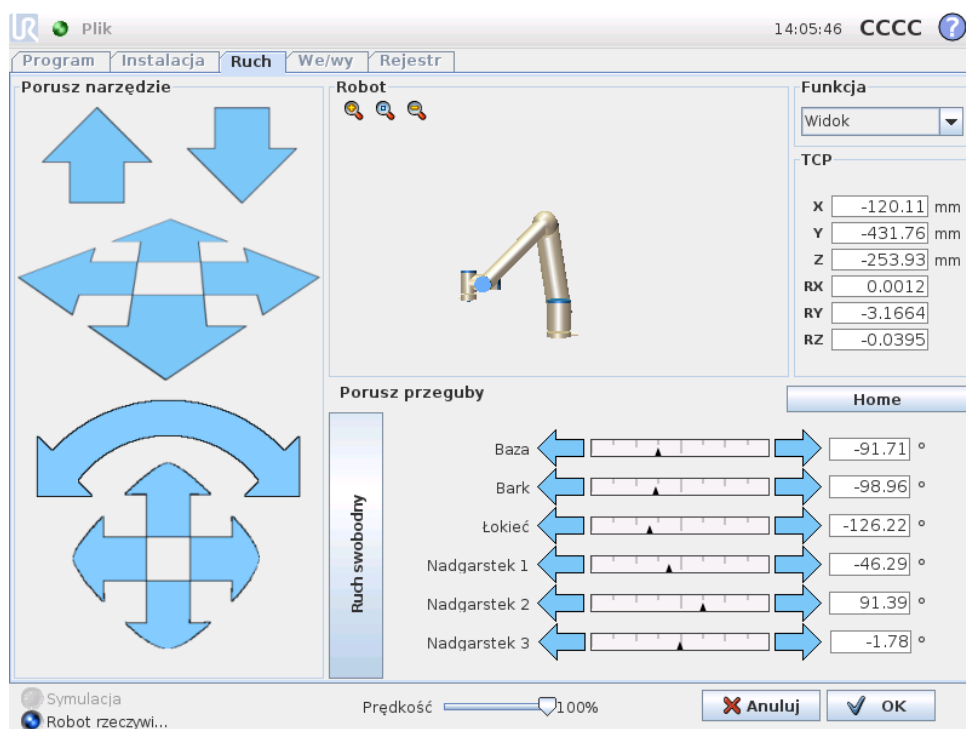 UR Plik 14:05:46 CCCC ?
Program Instalacja Ruch We/wy Rejestr
Porusz narzędzie
Robot
Funkcja
Widok
TCP
X -120.11 mm
Y -431.76 mm
Z -253.93 mm
RX 0.0012
RY -3.1664
RZ -0.0395
Porusz przeguby
Home
Ruch swobodny
Baza -91.71 °
Bark -98.96 °
Łokieć -126.22 °
Nadgarstek 1 -46.29 °
Nadgarstek 2 91.39 °
Nadgarstek 3 -1.78 °
Symulacja
Robot rzeczywi...
Prędkość 100%
Anuluj
OK